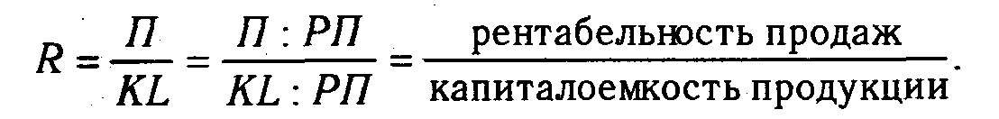 R = П / KL = П : РП / KL : РП = рентабельность продаж / капиталоемкость продукции.